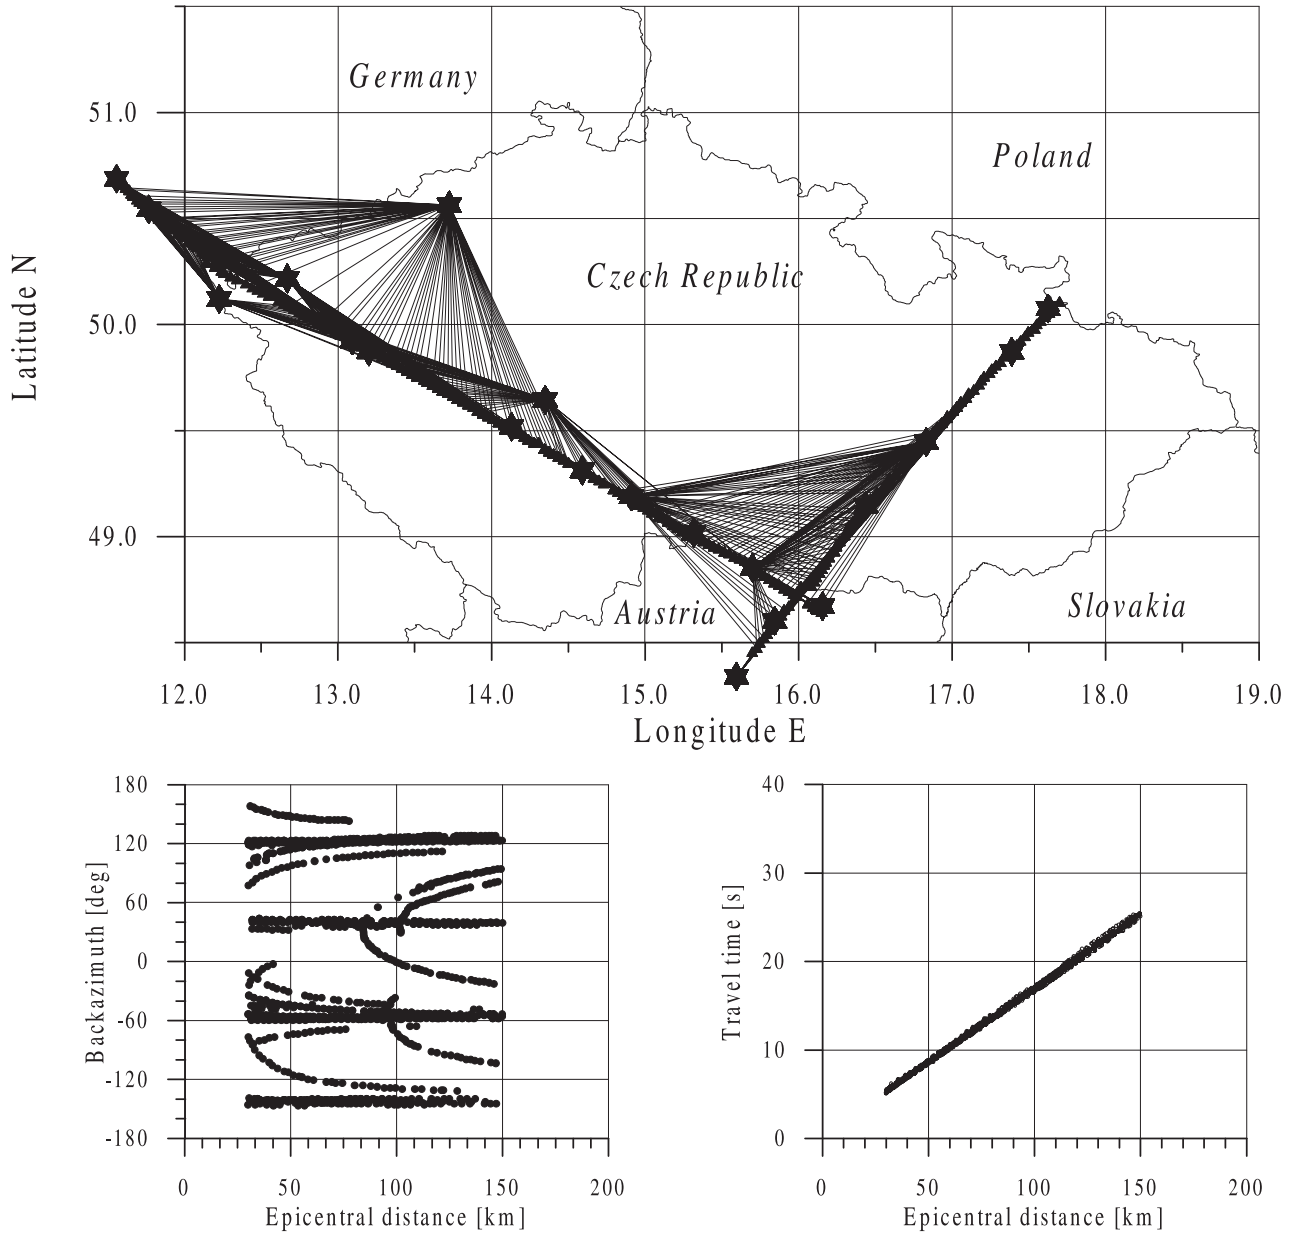 Germany
51.0
Poland
Latitude N
Czech Republic
50.0
49.0
Austria
Slovakia
12.0 13.0 14.0 15.0 16.0 17.0 18.0 19.0
Longitude E
180
120
60
0
-60
-120
-180
Backazimuth [deg]
0 50 100 150 200
Epicentral distance [km]
40
30
20
10
0
Travel time [s]
0 50 100 150 200
Epicentral distance [km]